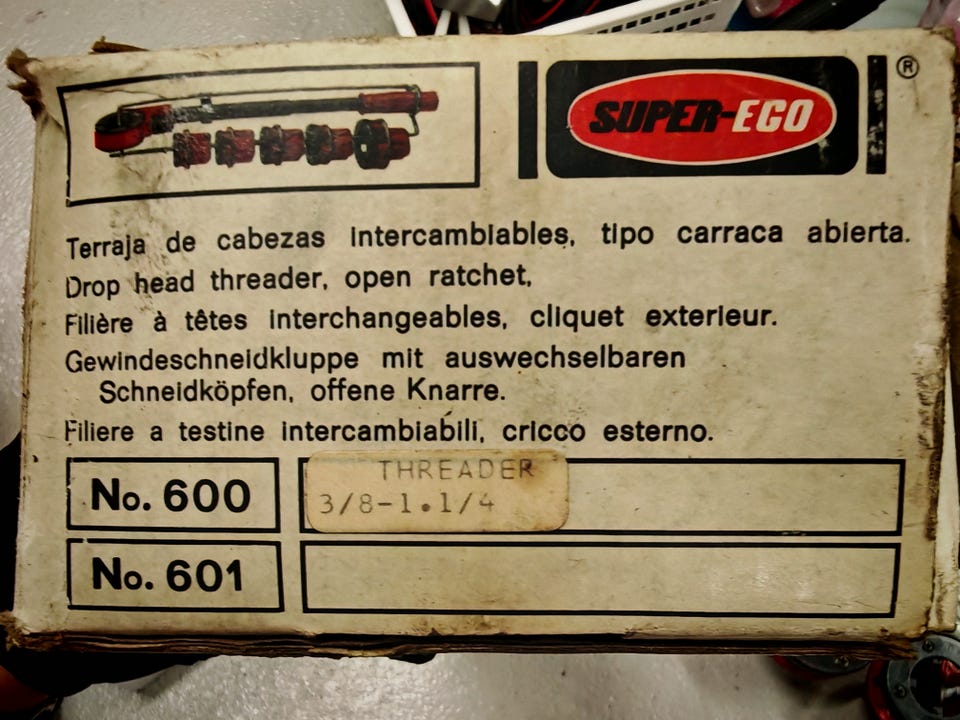 SUPER-EGO ®
Terraja de cabezas intercambiables, tipo carraca abierta.
Drop head threader, open ratchet,
Filière à têtes interchangeables, cliquet exterieur.
Gewindeschneidkluppe mit auswechselbaren
Schneidköpfen, offene Knarre.
Filiere a testine intercambiabili, cricco esterno.
No. 600
THREADER
3/8-1.1/4
No. 601